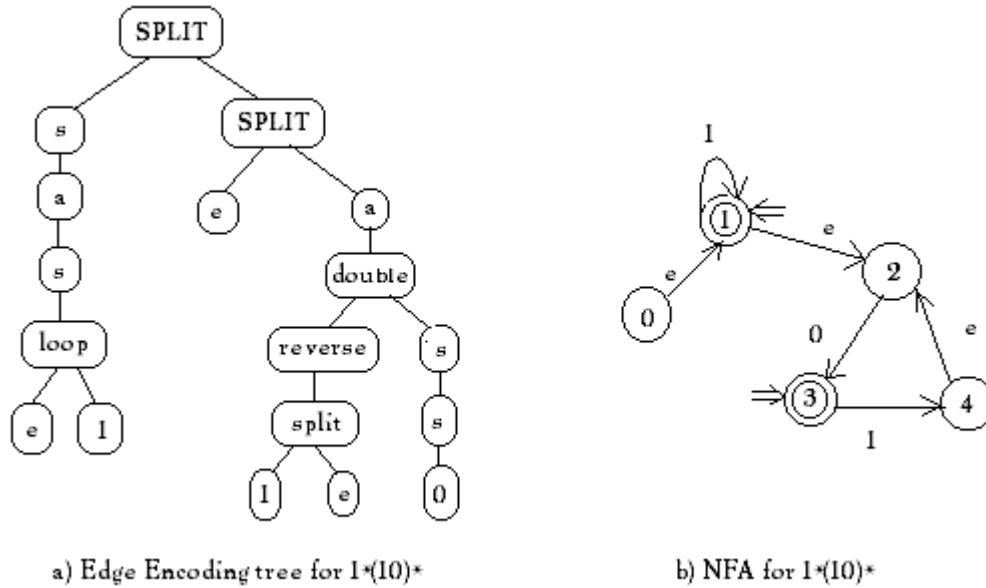 SPLIT
SPLIT
s
a
s
loop
e
1
e
a
double
reverse
s
split
s
1
e
0
a) Edge Encoding tree for 1*(10)*
1
1
e
e
0
2
0
e
3
4
1
b) NFA for 1*(10)*